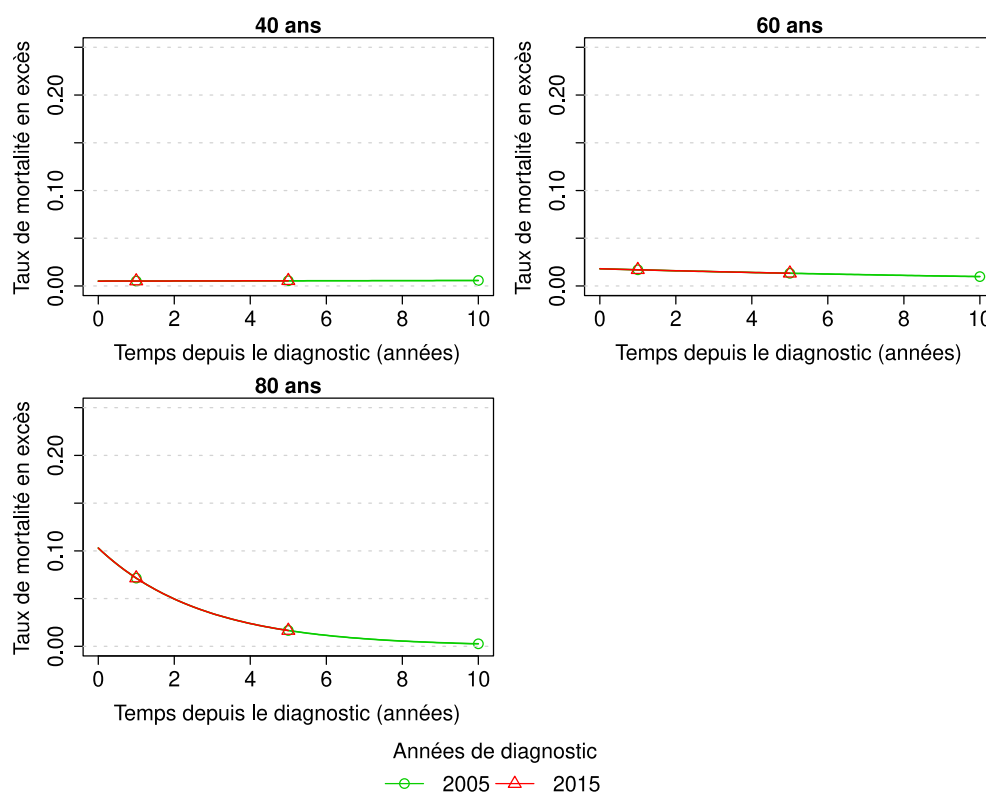 40 ans
Taux de mortalité en excès
0.00 0.10 0.20
0 2 4 6 8 10
Temps depuis le diagnostic (années)
60 ans
Taux de mortalité en excès
0.00 0.10 0.20
0 2 4 6 8 10
Temps depuis le diagnostic (années)
80 ans
Taux de mortalité en excès
0.00 0.10 0.20
0 2 4 6 8 10
Temps depuis le diagnostic (années)
Années de diagnostic
2005 2015